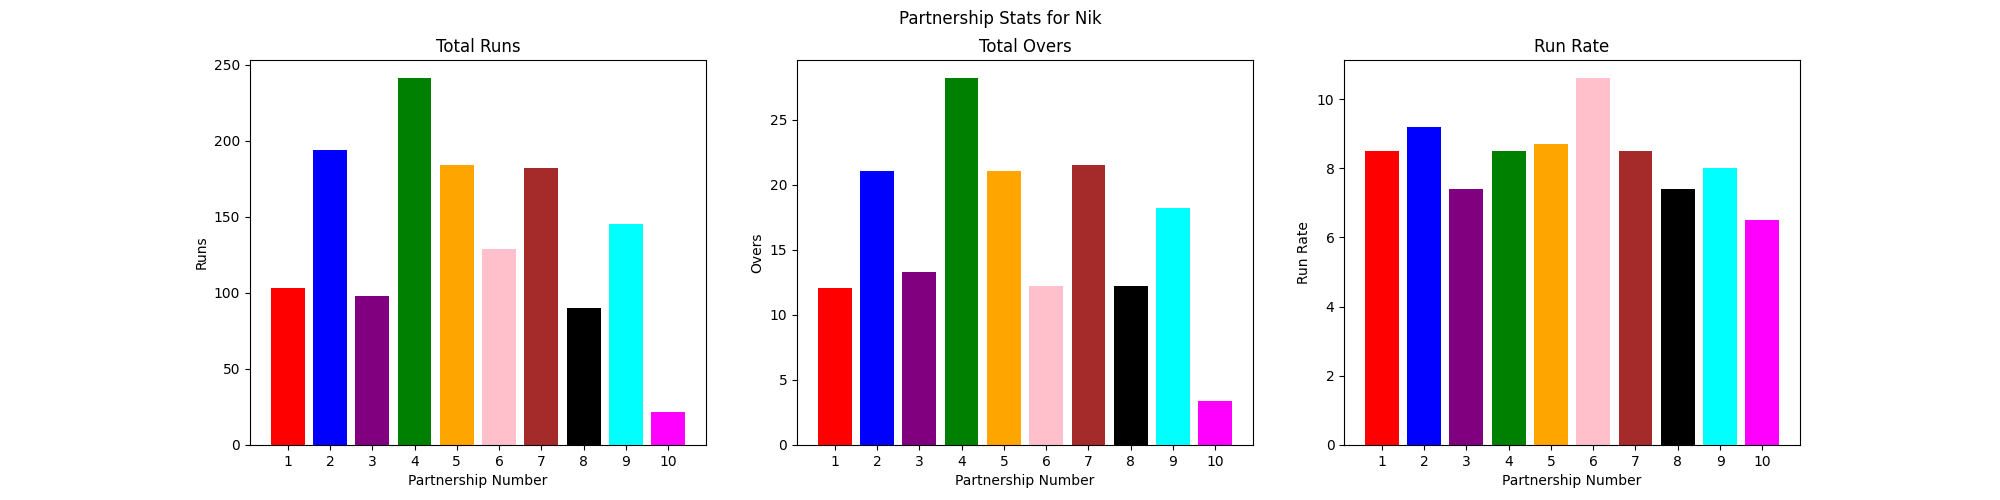 Partnership Stats for Nik
Total Runs
250
200
150
100
50
0
Runs
1 2 3 4 5 6 7 8 9 10
Partnership Number
Total Overs
25
20
15
10
5
0
Overs
1 2 3 4 5 6 7 8 9 10
Partnership Number
Run Rate
10
8
6
4
2
0
Run Rate
1 2 3 4 5 6 7 8 9 10
Partnership Number